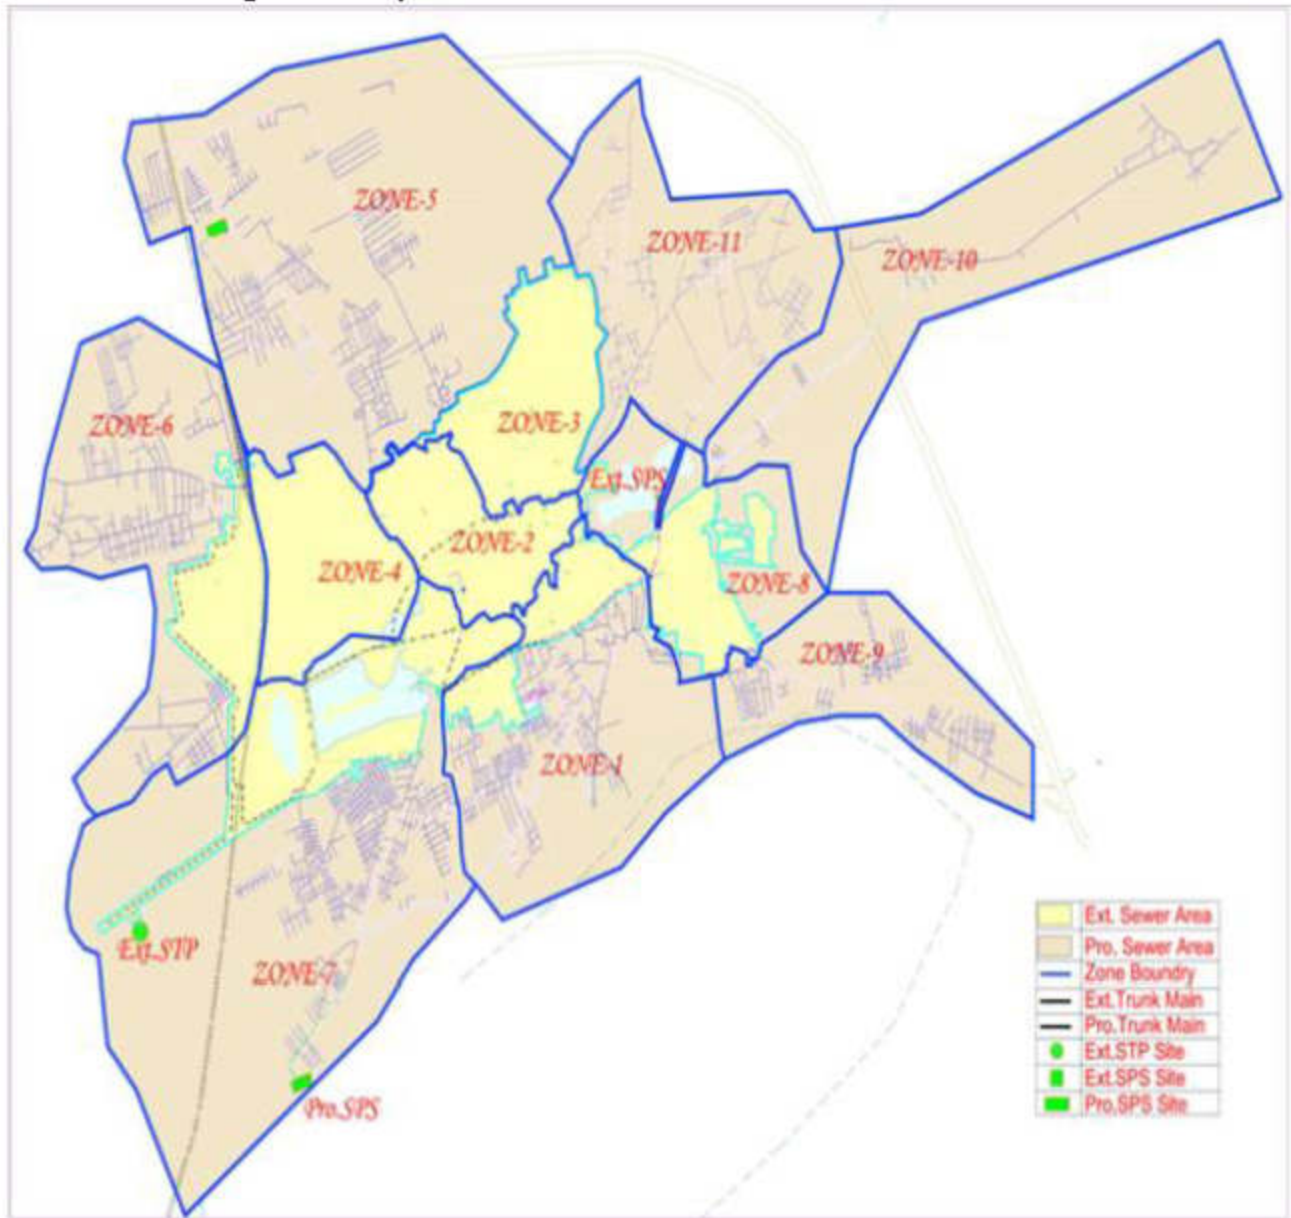 ZONE-5
ZONE-11
ZONE-10
ZONE-6
ZONE-3
Ext.SPS
ZONE-2
ZONE-4
ZONE-8
ZONE-9
ZONE-1
Ext.STP
ZONE-7
Pro.SPS
Ext. Sewer Area
Pro. Sewer Area
Zone Boundry
Ext.Trunk Main
Pro.Trunk Main
Ext.STP Site
Ext.SPS Site
Pro.SPS Site